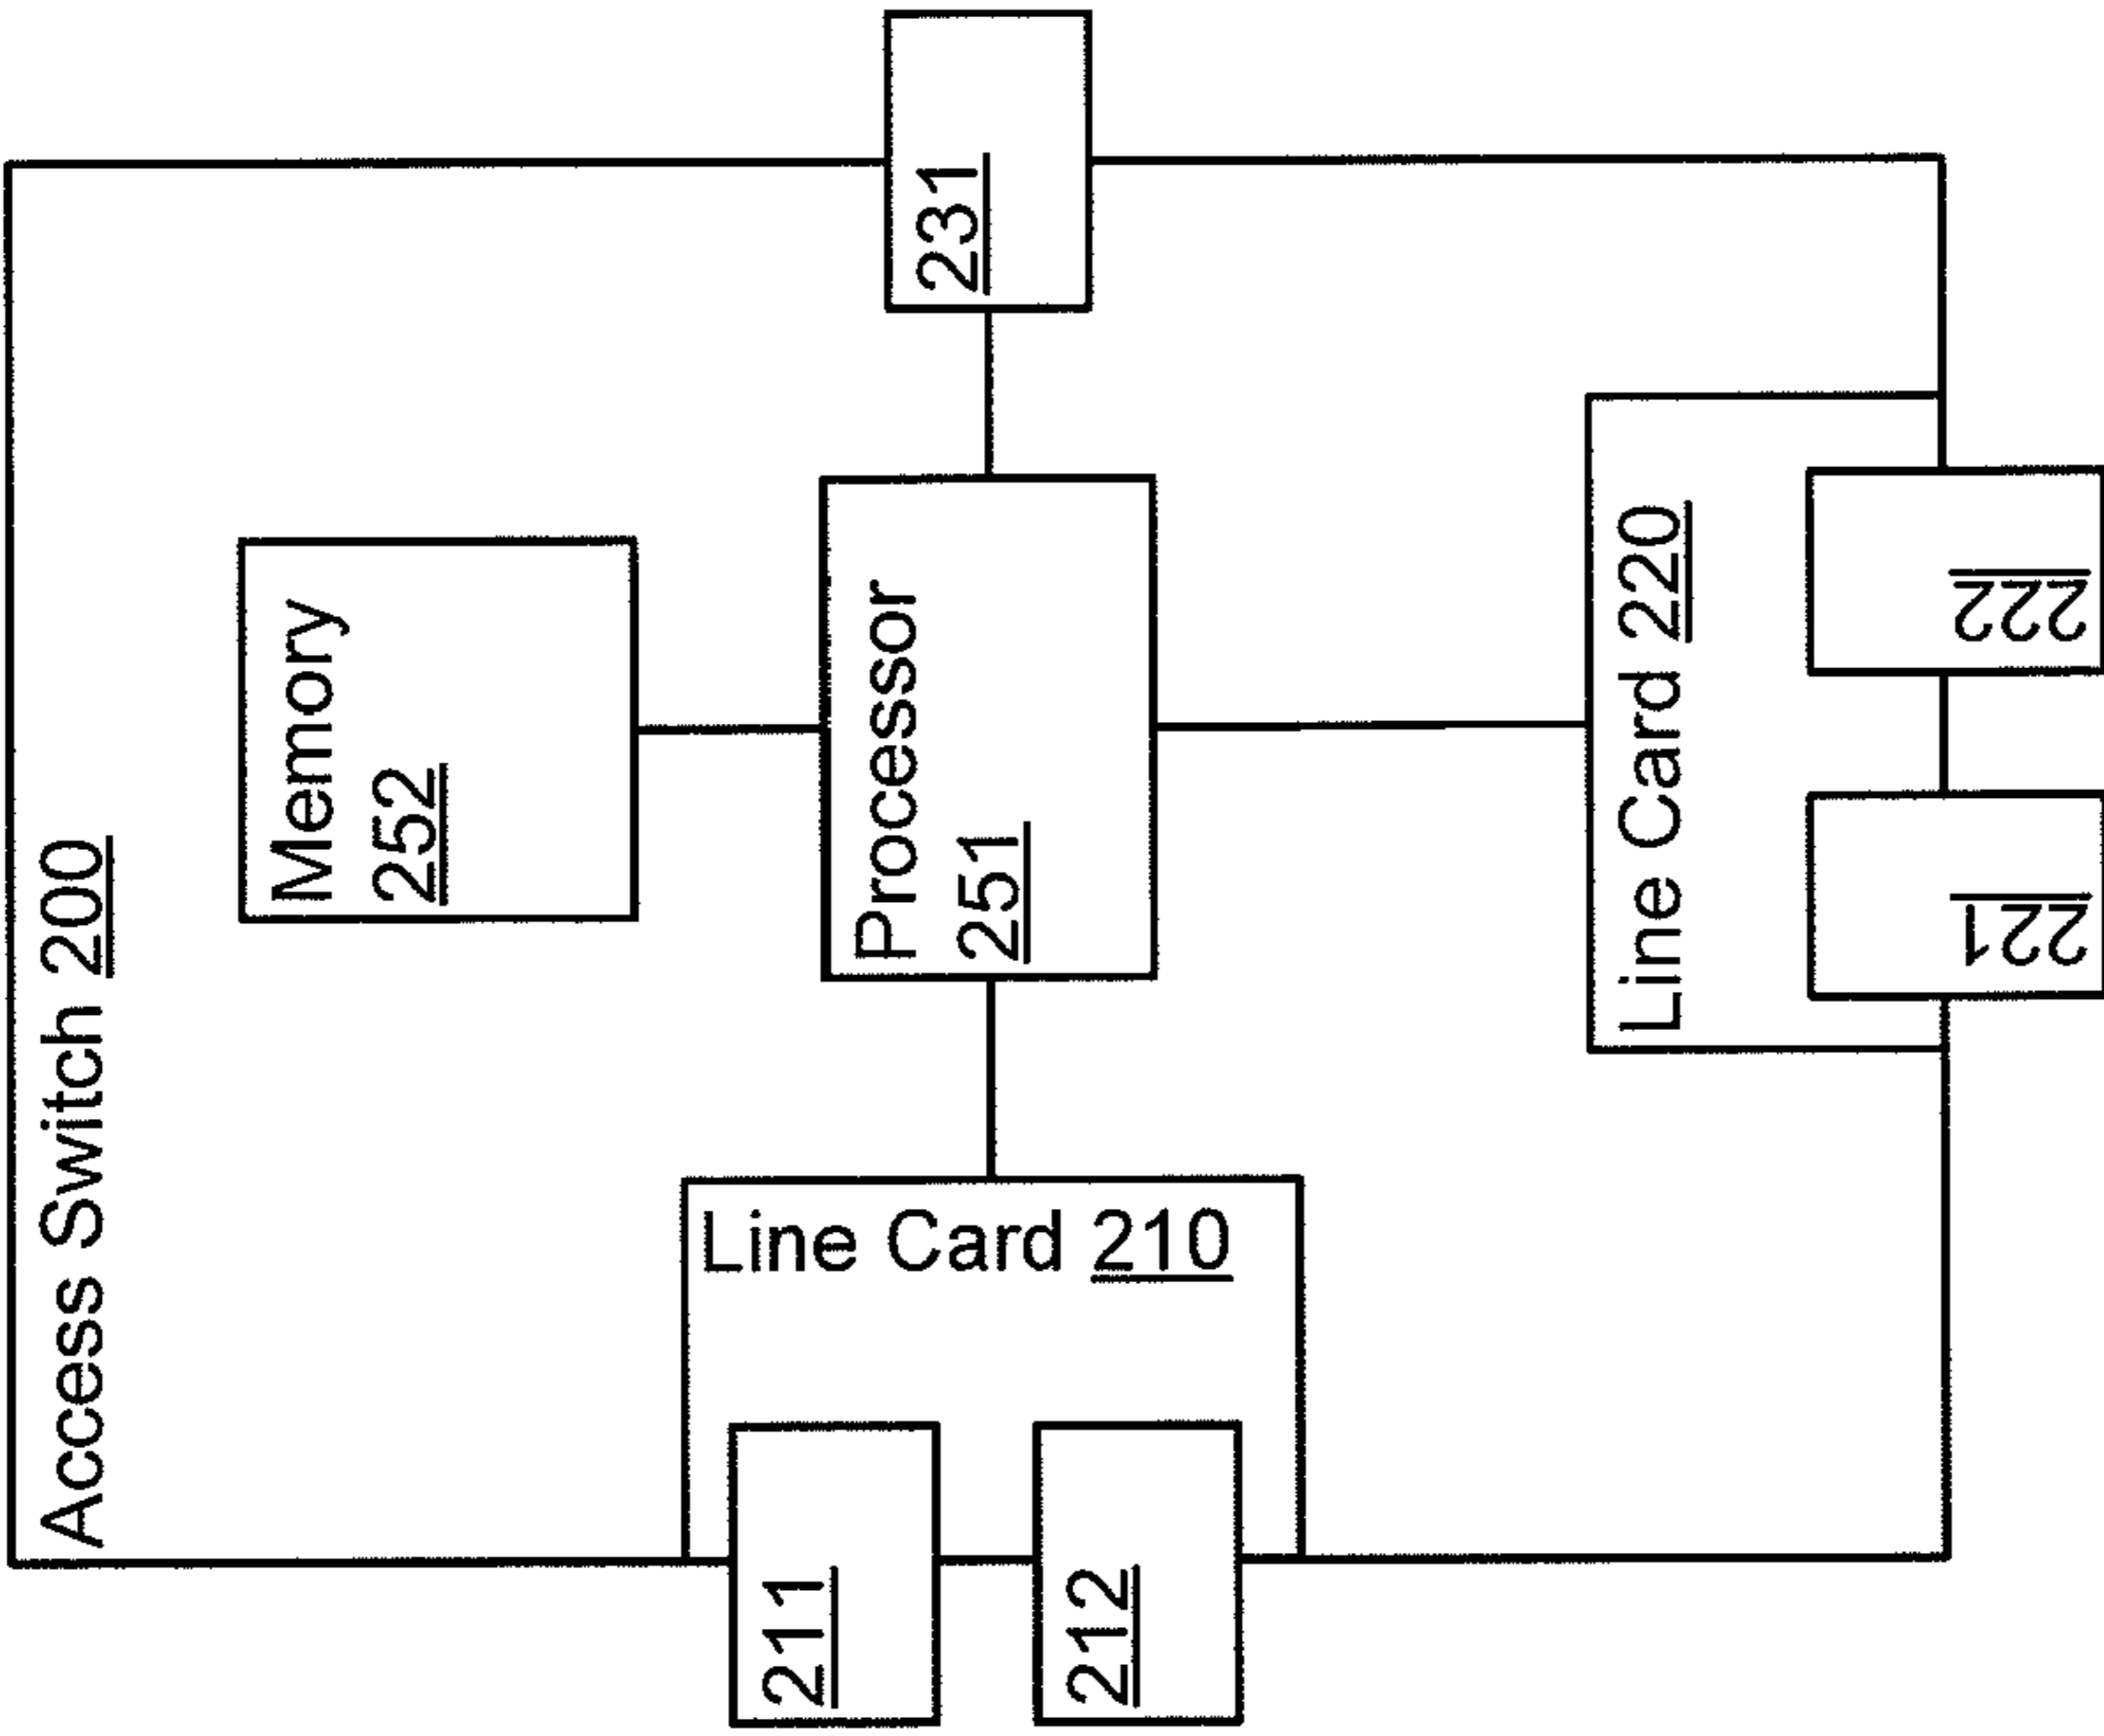 Access Switch 200
Memory
252
Processor
251
231
Line Card 210
211
212
Line Card 220
221
222